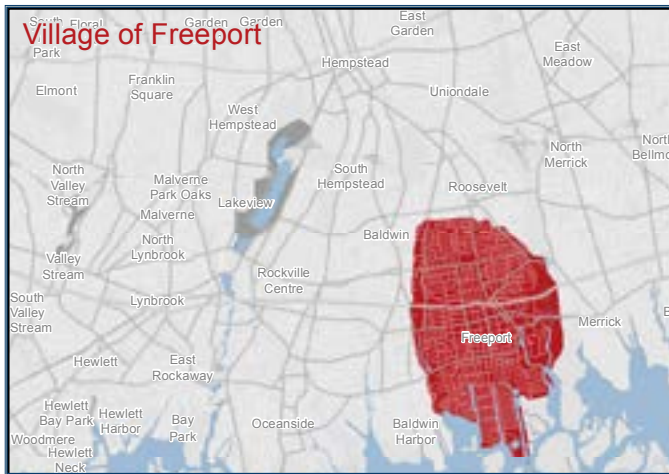 South Floral
Park
Garden
Garden
East
Garden
Village of Freeport
East
Meadow
Hempstead
Elmont
Franklin
Square
Uniondale
West
Hempstead
North
Bellmo
North
Merrick
North
Valley
Stream
Malverne
Park Oaks
South
Hempstead
Roosevelt
Lakeview
Malverne
Baldwin
North
Lynbrook
Valley
Stream
Rockville
Centre
South
Valley
Stream
Lynbrook
Merrick
Freeport
Hewlett
East
Rockaway
Hewlett
Bay Park
Hewlett
Harbor
Bay
Park
Oceanside
Baldwin
Harbor
Woodmere
Hewlett
Neck